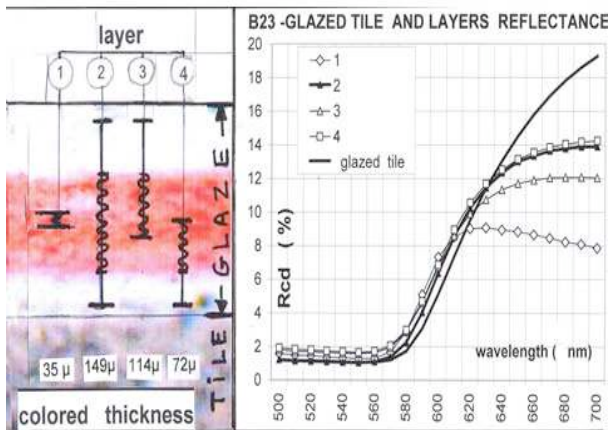 layer
1 2 3 4
GLAZE
TILE
35 µ 149µ 114µ 72µ
colored thickness
B23 -GLAZED TILE AND LAYERS REFLECTANCE
Rcd ( %)
20
18
16
14
12
10
8
6
4
2
0
1
2
3
4
glazed tile
wavelength ( nm)
500 520 540 560 580 600 620 640 660 680 700